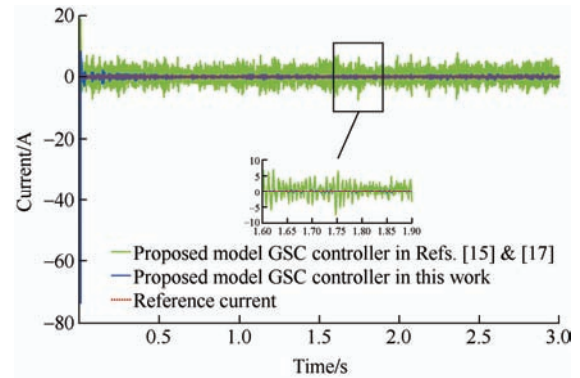 20
0
−20
−40
−60
−80
Current/A
10
5
0
−5
−10
1.60 1.65 1.70 1.75 1.80 1.85 1.90
Proposed model GSC controller in Refs. [15] & [17]
Proposed model GSC controller in this work
Reference current
0.5 1.0 1.5 2.0 2.5 3.0
Time/s